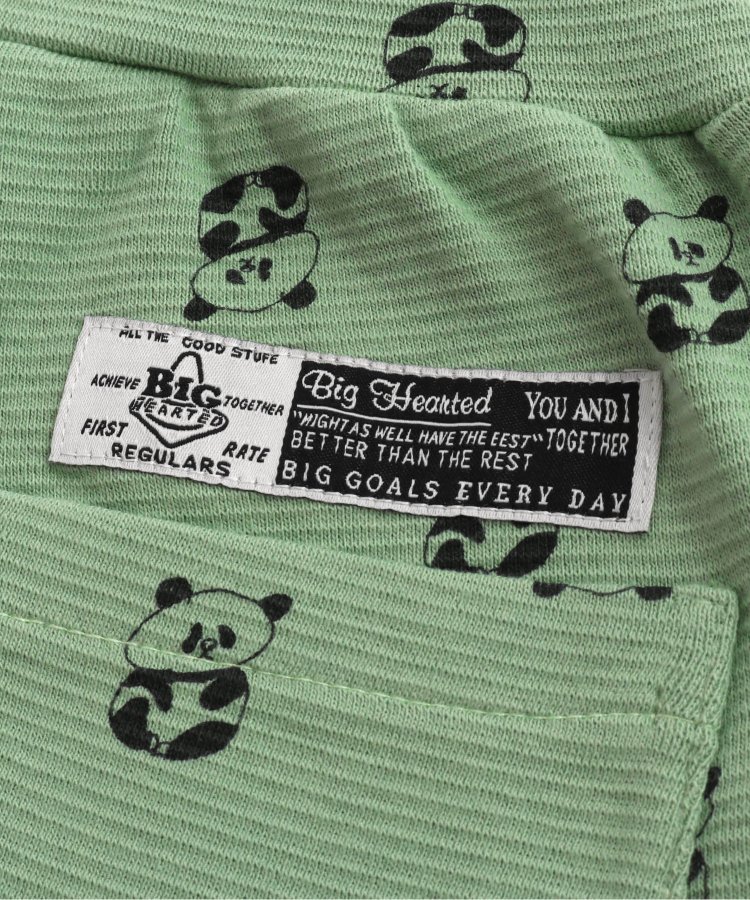 ALL THE GOOD STUFF
ACHIEVE BIG TOGETHER
HEARTED
FIRST RATE
REGULARS
Big Hearted YOU AND I
"MIGHT AS WELL HAVE THE EEST" TOGETHER
BETTER THAN THE REST
BIG GOALS EVERY DAY